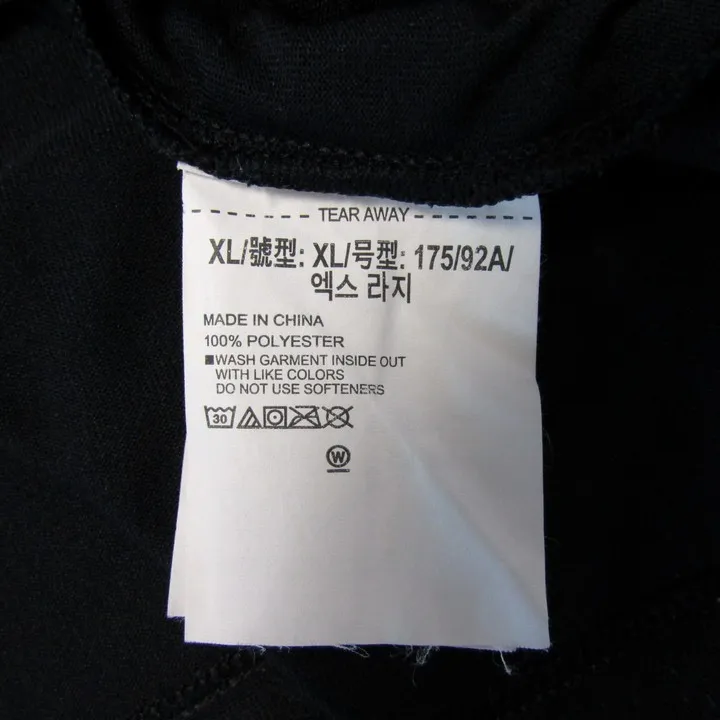 TEAR AWAY
XL/號型: XL/号型: 175/92A/
엑스 라지
MADE IN CHINA
100% POLYESTER
■WASH GARMENT INSIDE OUT
WITH LIKE COLORS
DO NOT USE SOFTENERS
30
W